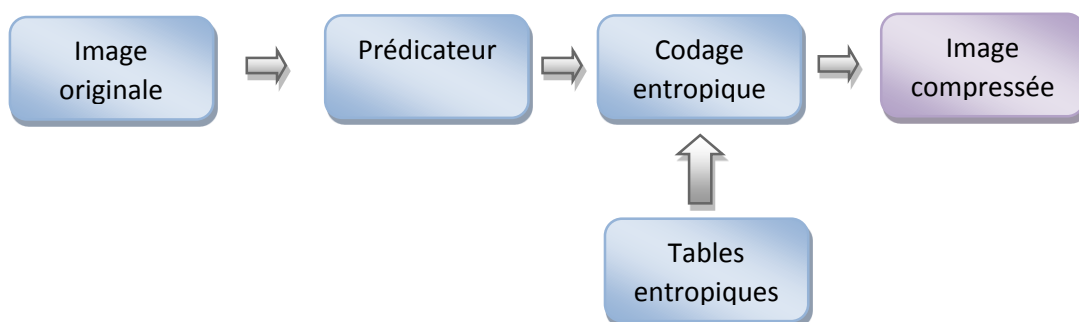 Image
originale
Prédicateur
Codage
entropique
Image
compressée
Tables
entropiques